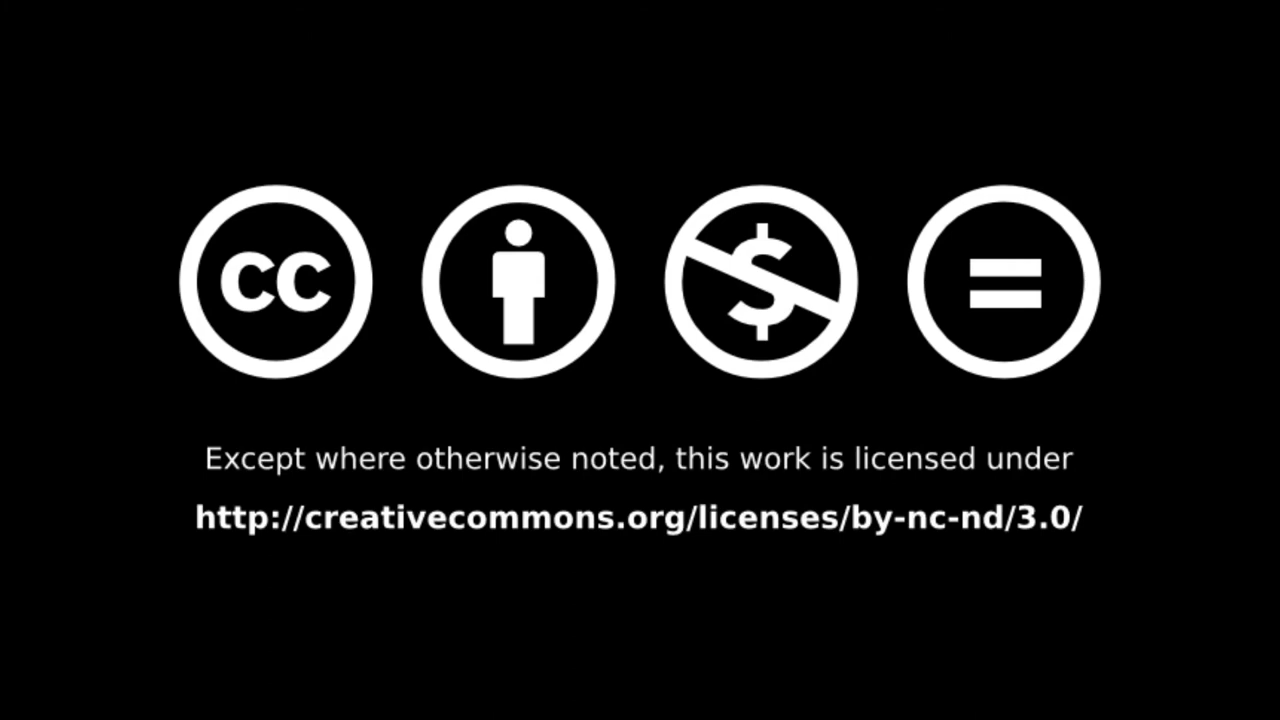 cc
$
=
Except where otherwise noted, this work is licensed under
http://creativecommons.org/licenses/by-nc-nd/3.0/